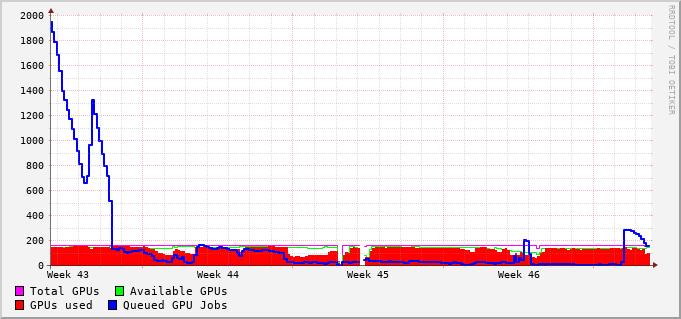 2000
1800
1600
1400
1200
1000
800
600
400
200
0
Week 43 Week 44 Week 45 Week 46
Total GPUs Available GPUs
GPUs used Queued GPU Jobs
RRDTOOL / TOBI OETIKER